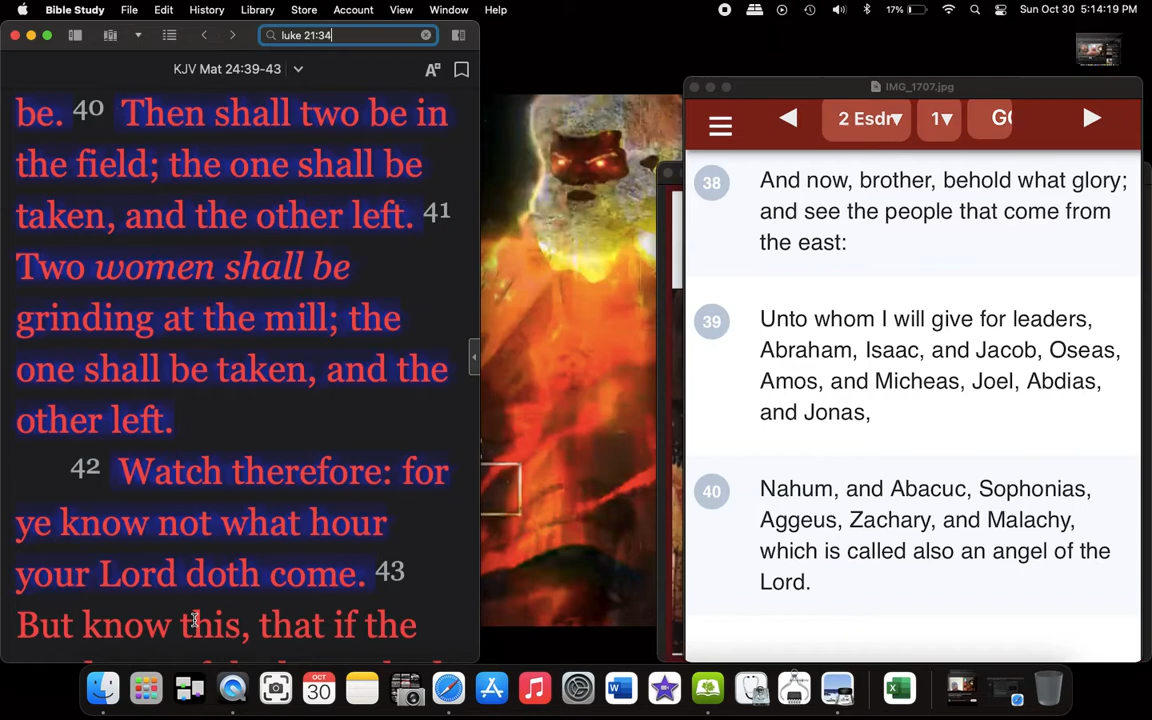 Bible Study File Edit History Library Store Account View Window Help 17% Sun Oct 30 5:14:19 PM
luke 21:34
KJV Mat 24:39-43
be. 40 Then shall two be in
the field; the one shall be
taken, and the other left. 41
Two women shall be
grinding at the mill; the
one shall be taken, and the
other left.
42 Watch therefore: for
ye know not what hour
your Lord doth come. 43
But know this, that if the
IMG_1707.jpg
2 Esdr▾ 1▾
38 And now, brother, behold what glory;
and see the people that come from
the east:
39 Unto whom I will give for leaders,
Abraham, Isaac, and Jacob, Oseas,
Amos, and Micheas, Joel, Abdias,
and Jonas,
40 Nahum, and Abacuc, Sophonias,
Aggeus, Zachary, and Malachy,
which is called also an angel of the
Lord.
OCT
30